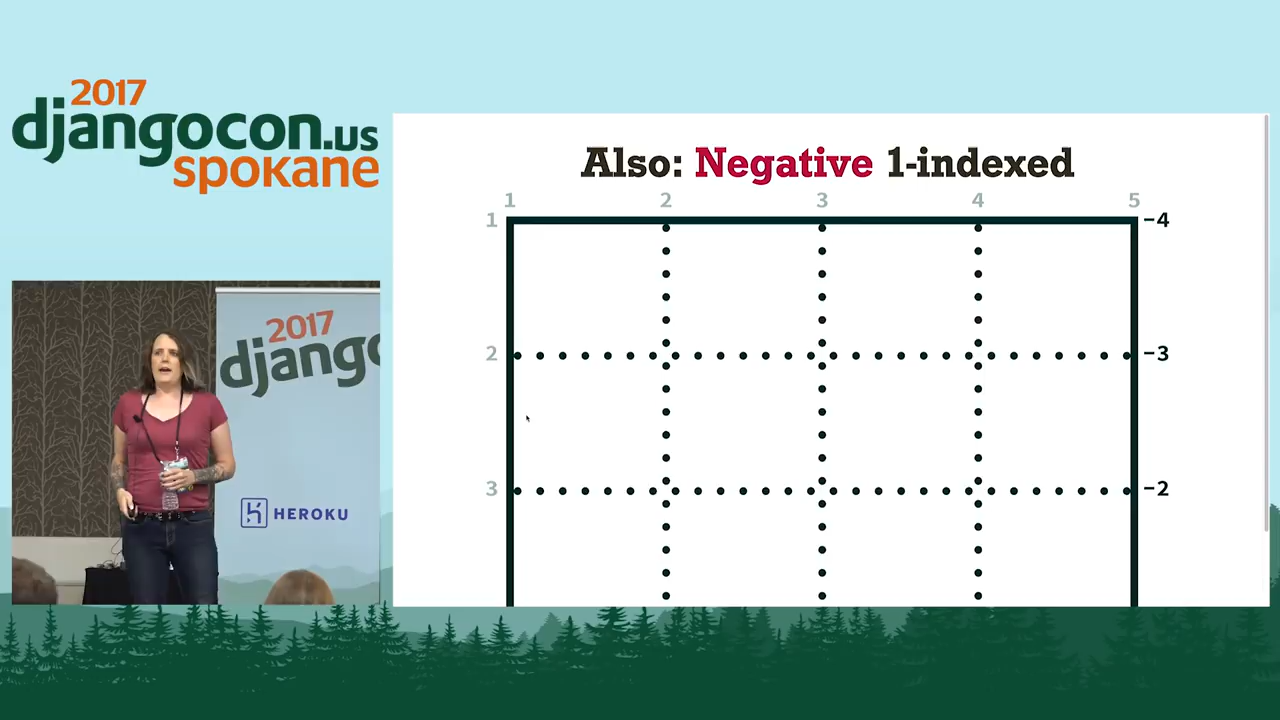 2017
djangocon.us
spokane
Also: Negative 1-indexed
1 2 3 4 5
1 -4
2 -3
3 -2
2017
django
HEROKU